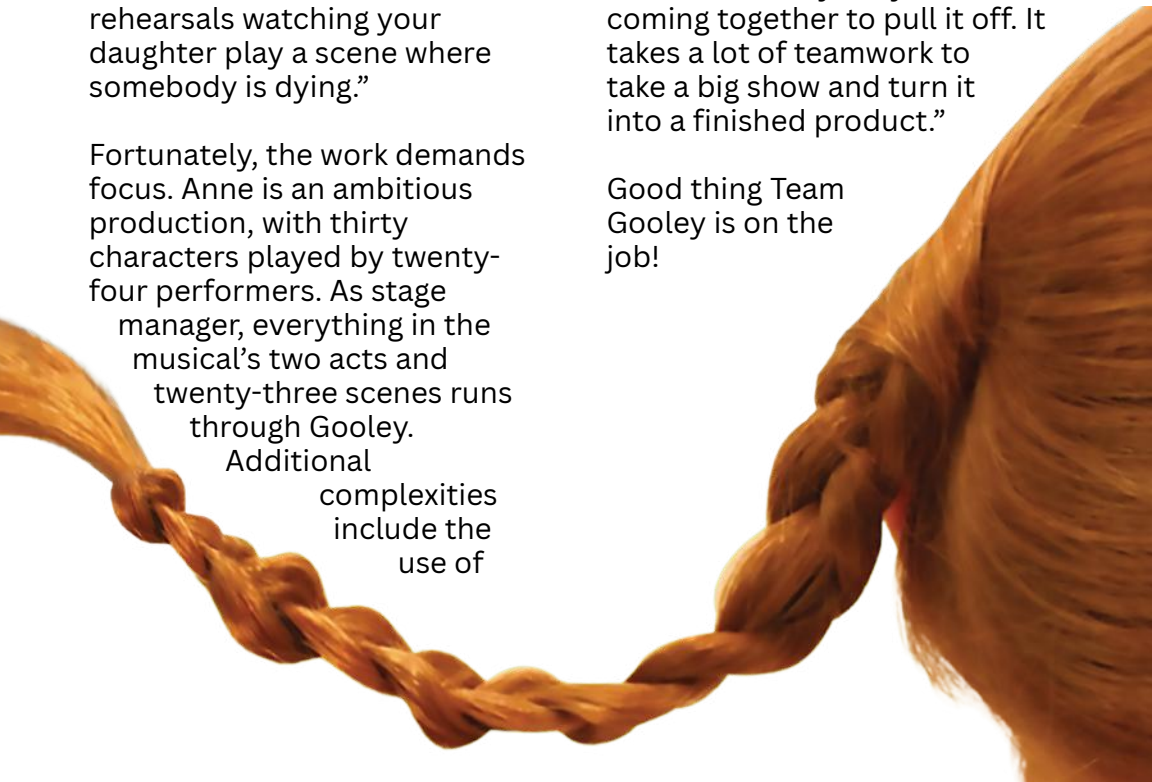 rehearsals watching your
daughter play a scene where
somebody is dying.”
Fortunately, the work demands
focus. Anne is an ambitious
production, with thirty
characters played by twenty-
four performers. As stage
manager, everything in the
musical’s two acts and
twenty-three scenes runs
through Gooley.
Additional
complexities
include the
use of
coming together to pull it off. It
takes a lot of teamwork to
take a big show and turn it
into a finished product.”
Good thing Team
Gooley is on the
job!